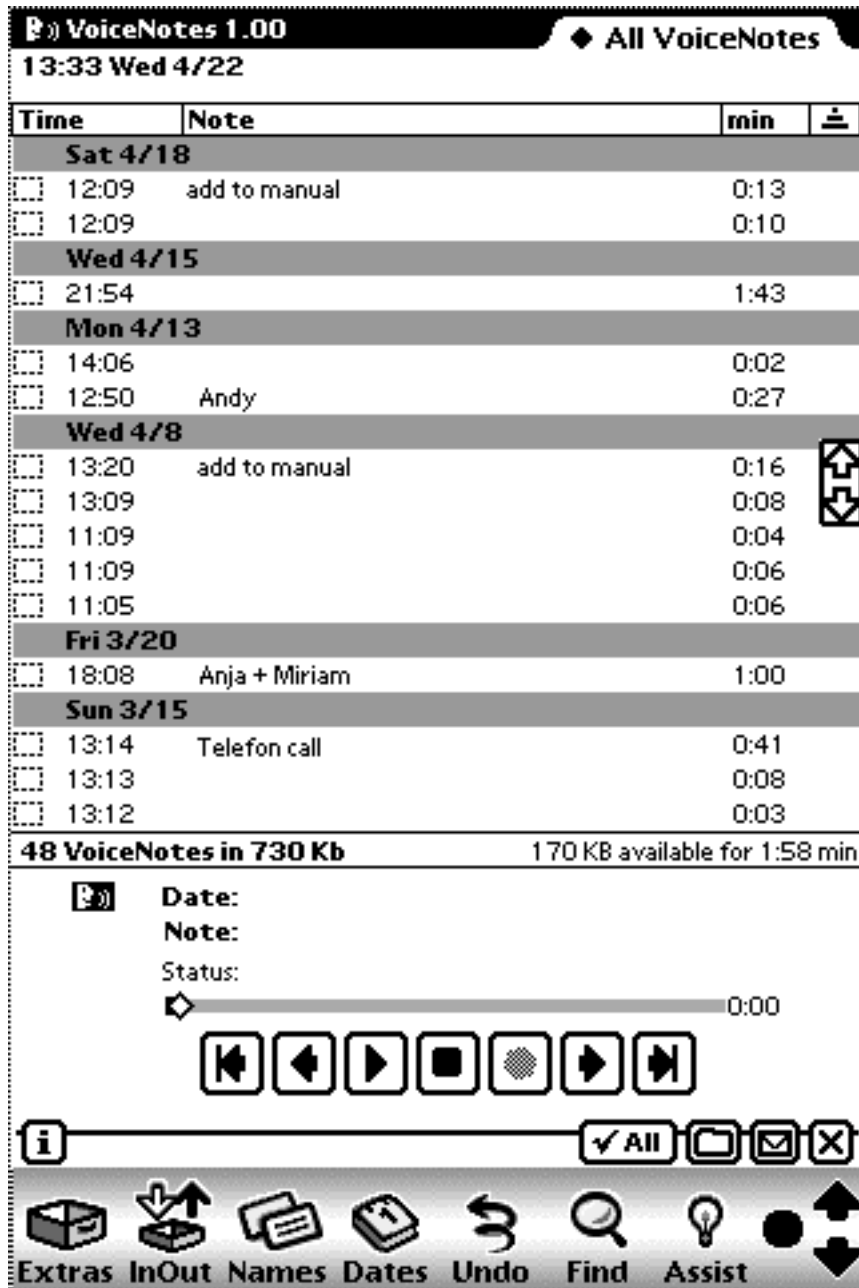 VoiceNotes 1.00 ◆ All VoiceNotes
13:33 Wed 4/22
Time Note min
Sat 4/18
12:09 add to manual 0:13
12:09 0:10
Wed 4/15
21:54 1:43
Mon 4/13
14:06 0:02
12:50 Andy 0:27
Wed 4/8
13:20 add to manual 0:16
13:09 0:08
11:09 0:04
11:09 0:06
11:05 0:06
Fri 3/20
18:08 Anja + Miriam 1:00
Sun 3/15
13:14 Telefon call 0:41
13:13 0:08
13:12 0:03
48 VoiceNotes in 730 Kb 170 KB available for 1:58 min
Date:
Note:
Status:
0:00
i ✓ All
Extras InOut Names Dates Undo Find Assist